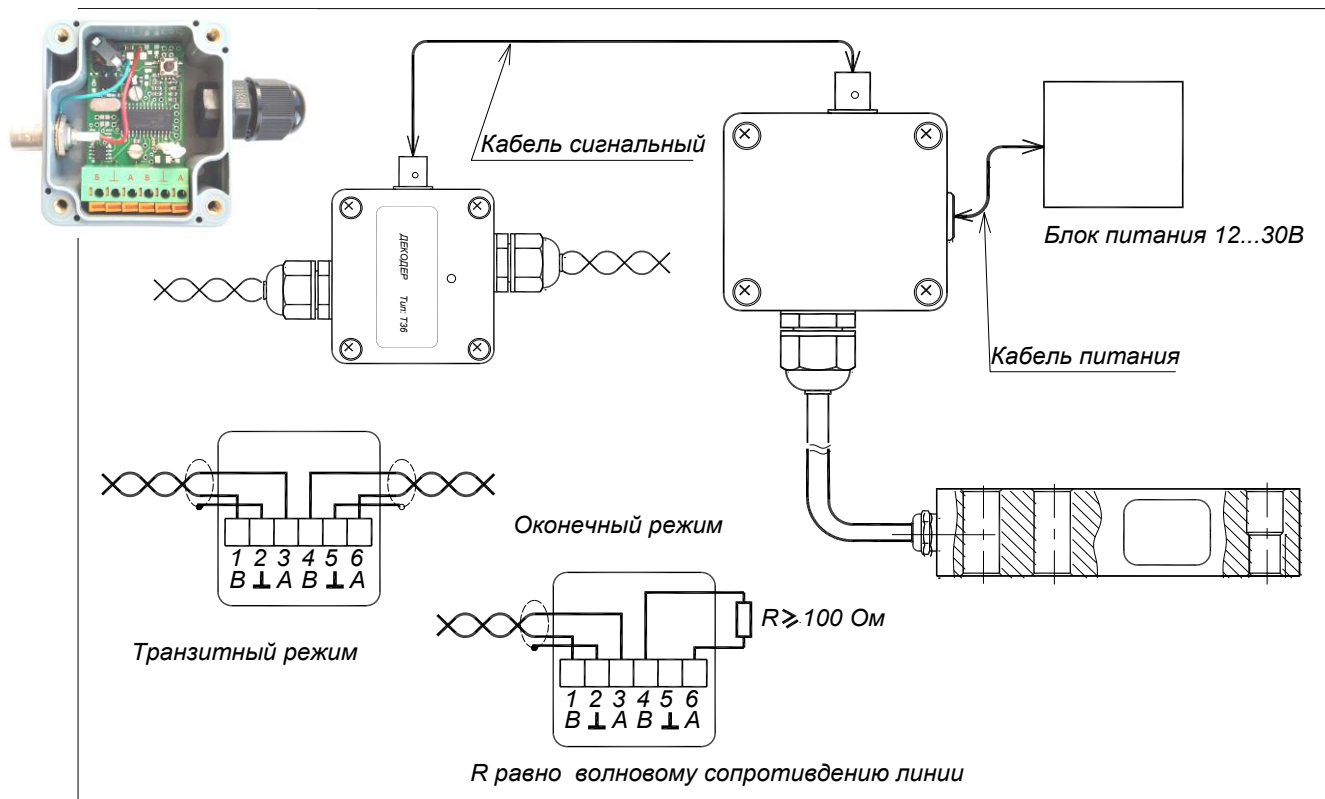 В ⊥ А В ⊥ А
Кабель сигнальный
Блок питания 12...30В
ДЕКОДЕР Тип: Т36
Кабель питания
1 2 3 4 5 6
В ⊥ А В ⊥ А
Транзитный режим
Оконечный режим
R⩾100 Ом
1 2 3 4 5 6
В ⊥ А В ⊥ А
R равно волновому сопротивдению линии